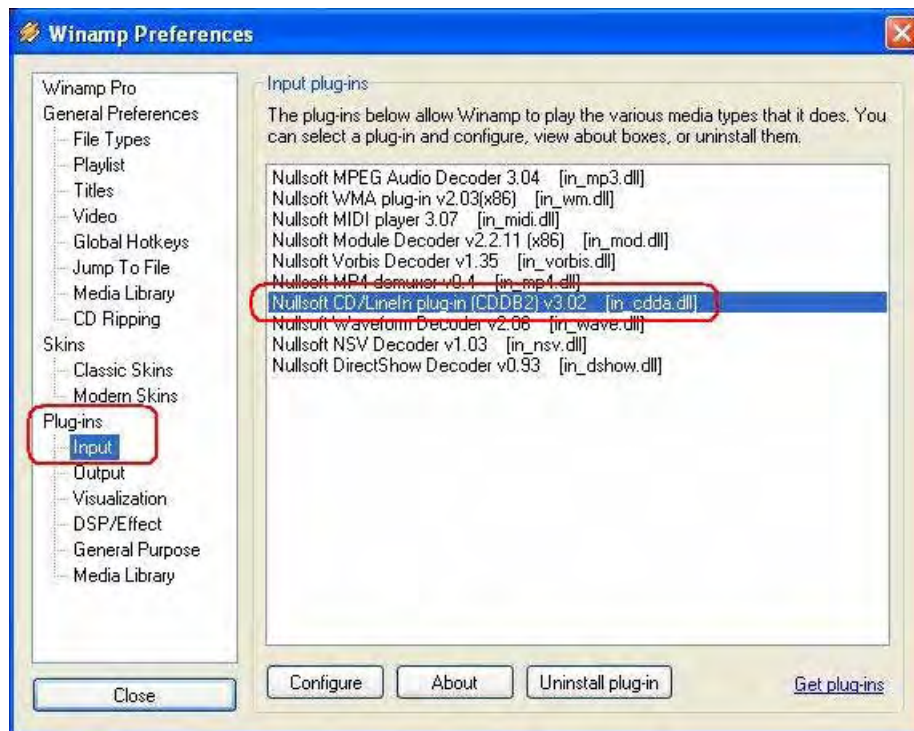 Winamp Preferences
Winamp Pro
General Preferences
File Types
Playlist
Titles
Video
Global Hotkeys
Jump To File
Media Library
CD Ripping
Skins
Classic Skins
Modern Skins
Plug-ins
Input
Output
Visualization
DSP/Effect
General Purpose
Media Library
Close
Input plug-ins
The plug-ins below allow Winamp to play the various media types that it does. You
can select a plug-in and configure, view about boxes, or uninstall them.
Nullsoft MPEG Audio Decoder 3.04 [in_mp3.dll]
Nullsoft WMA plug-in v2.03(x86) [in_wm.dll]
Nullsoft MIDI player 3.07 [in_midi.dll]
Nullsoft Module Decoder v2.2.11 (x86) [in_mod.dll]
Nullsoft Vorbis Decoder v1.35 [in_vorbis.dll]
Nullsoft MP4 demuxer v0.4 [in_mp4.dll]
Nullsoft CD/LineIn plug-in (CDDB2) v3.02 [in_cdda.dll]
Nullsoft Waveform Decoder v2.06 [in_wave.dll]
Nullsoft NSV Decoder v1.03 [in_nsv.dll]
Nullsoft DirectShow Decoder v0.93 [in_dshow.dll]
Configure
About
Uninstall plug-in
Get plug-ins